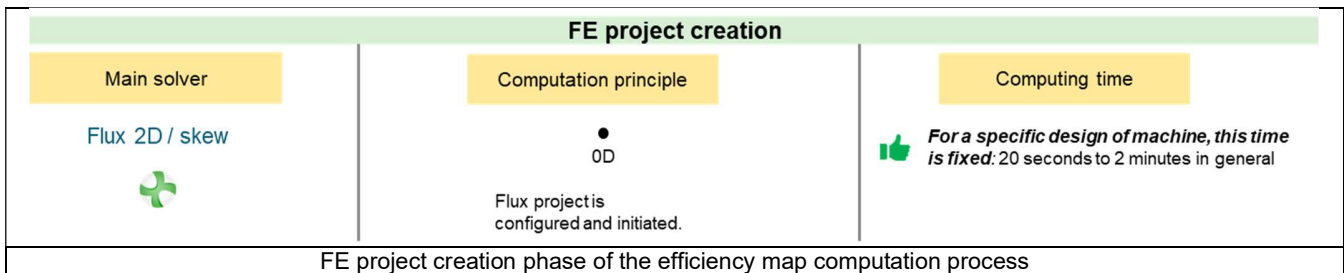 FE project creation
Main solver
Flux 2D / skew
Computation principle
0D
Flux project is
configured and initiated.
Computing time
For a specific design of machine, this time
is fixed: 20 seconds to 2 minutes in general
FE project creation phase of the efficiency map computation process